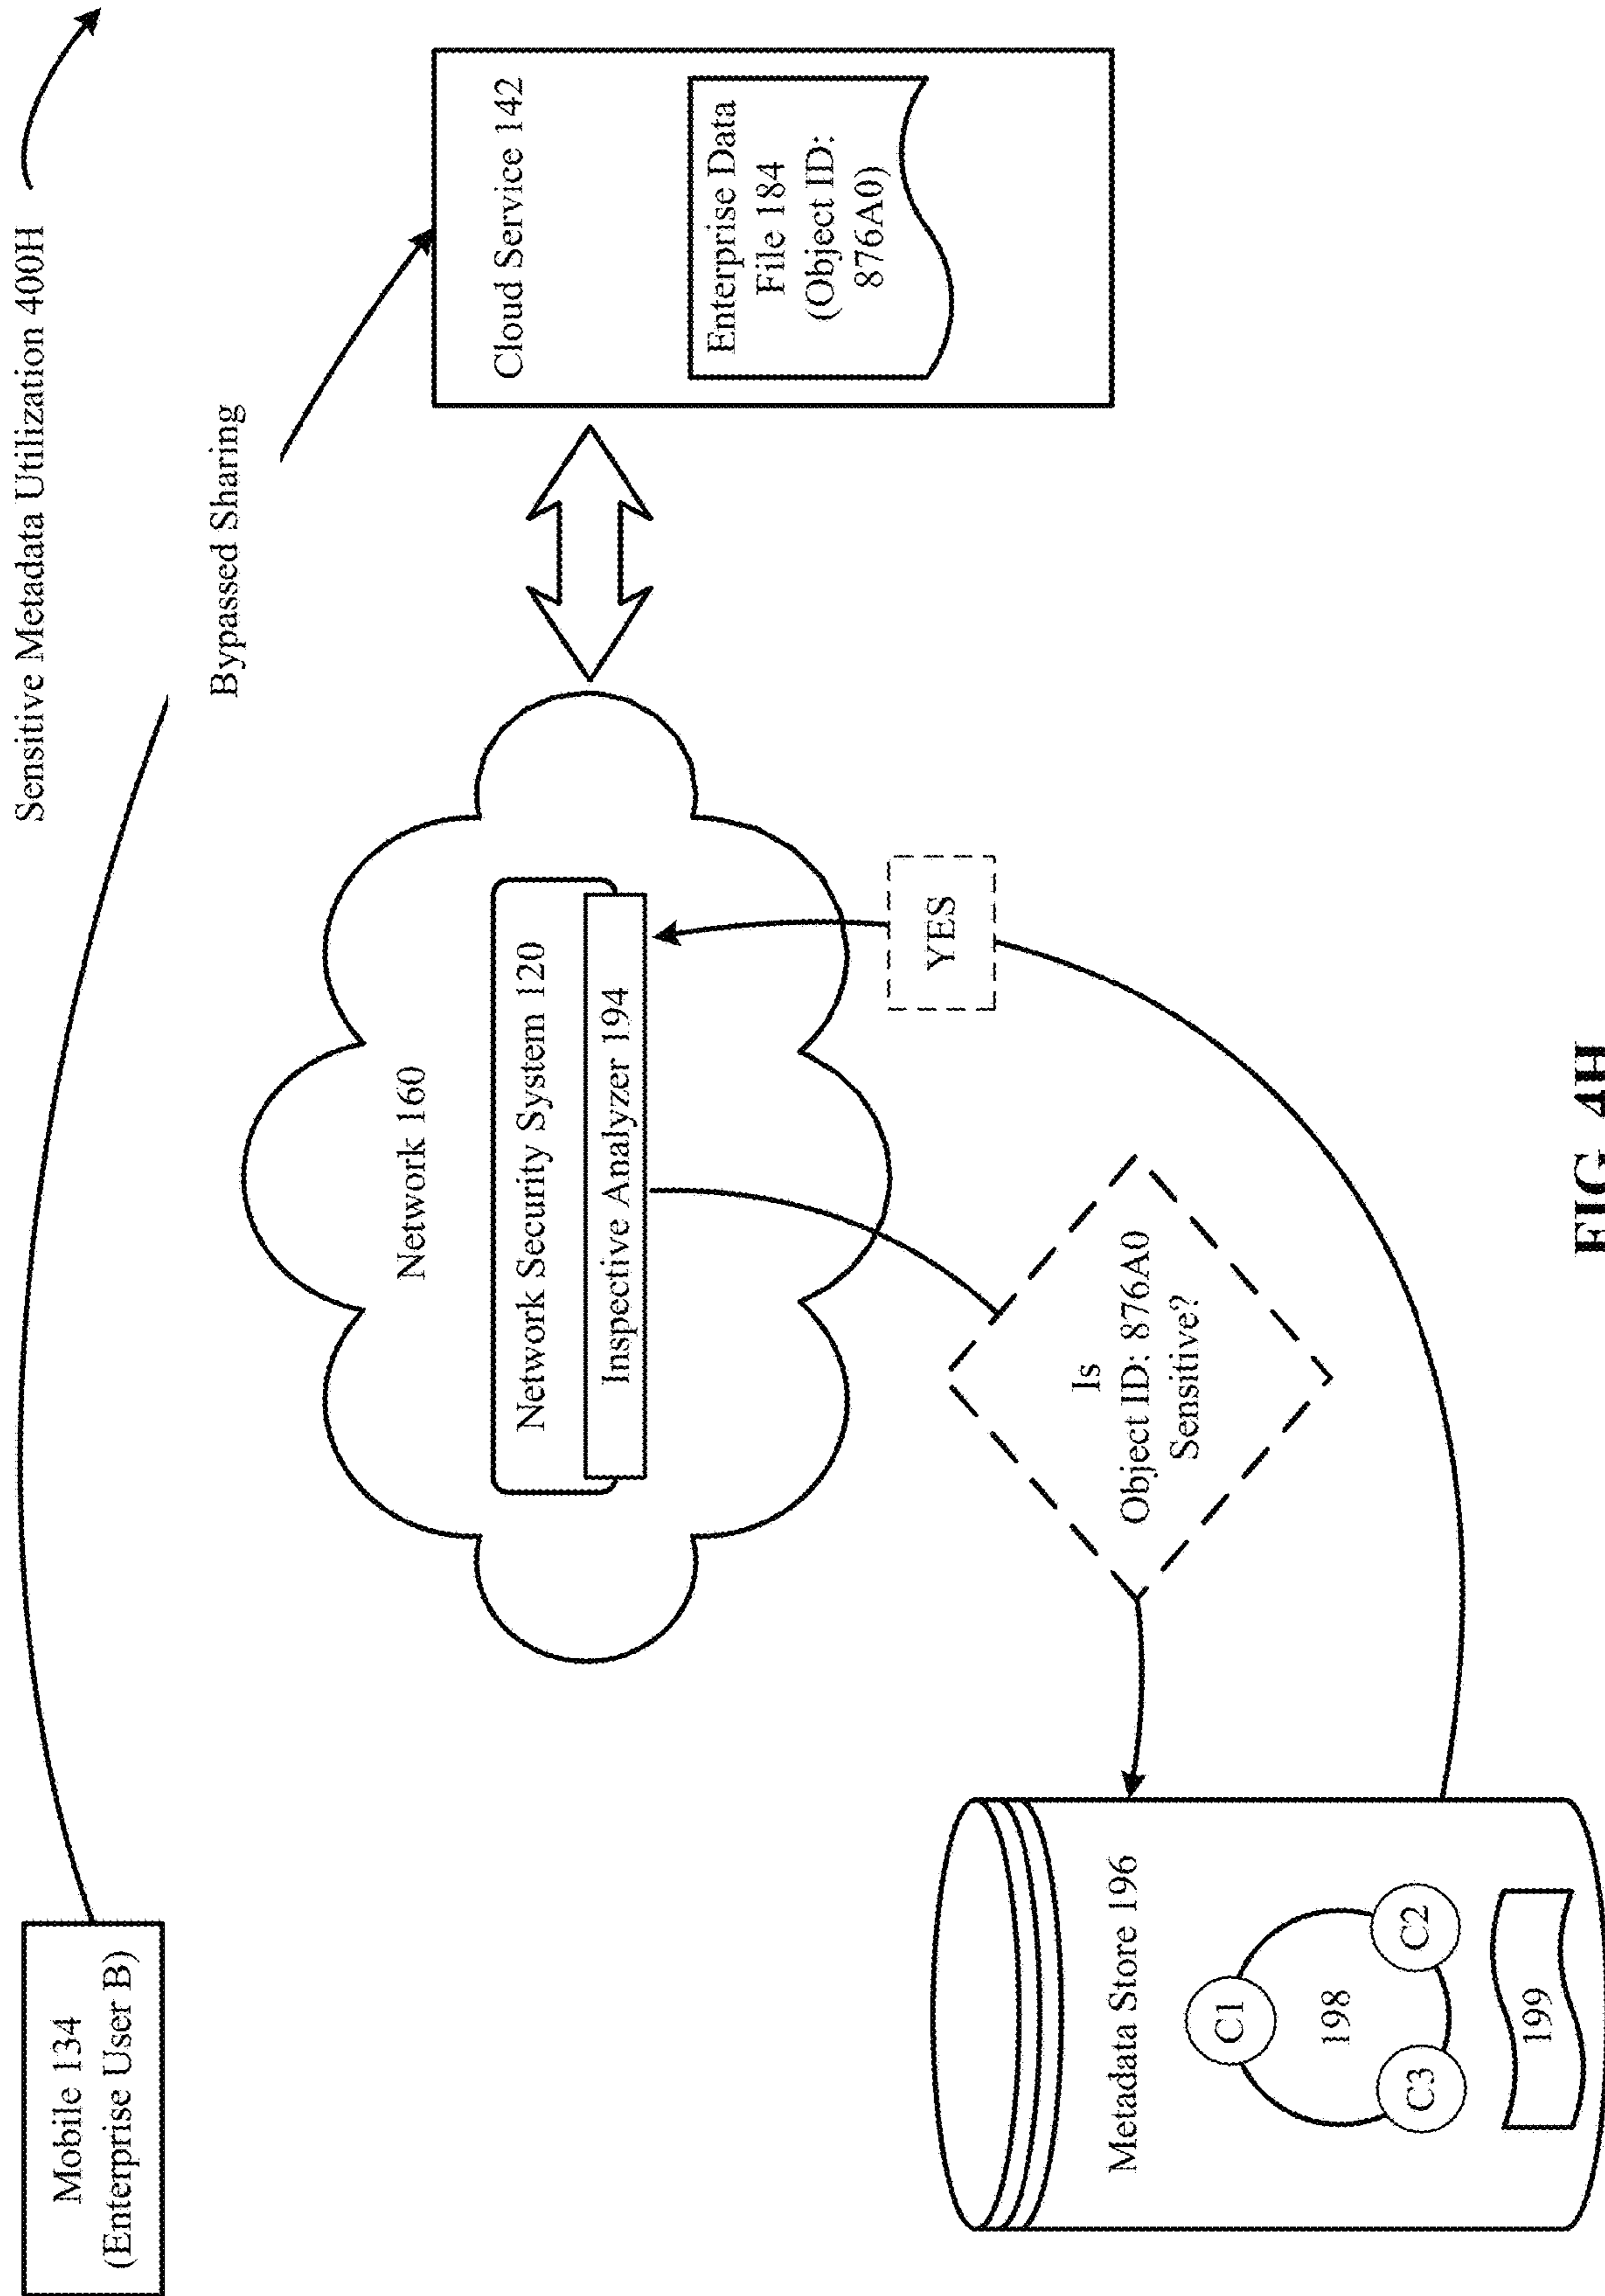 Sensitive Metadata Utilization 400H
Mobile 134
(Enterprise User B)
Bypassed Sharing
Network 160
Network Security System 120
Inspective Analyzer 194
Cloud Service 142
Enterprise Data
File 184
(Object ID:
876A0)
Metadata Store 196
C1
198
C3
C2
199
Is
Object ID: 876A0
Sensitive?
YES
FIG. 4H